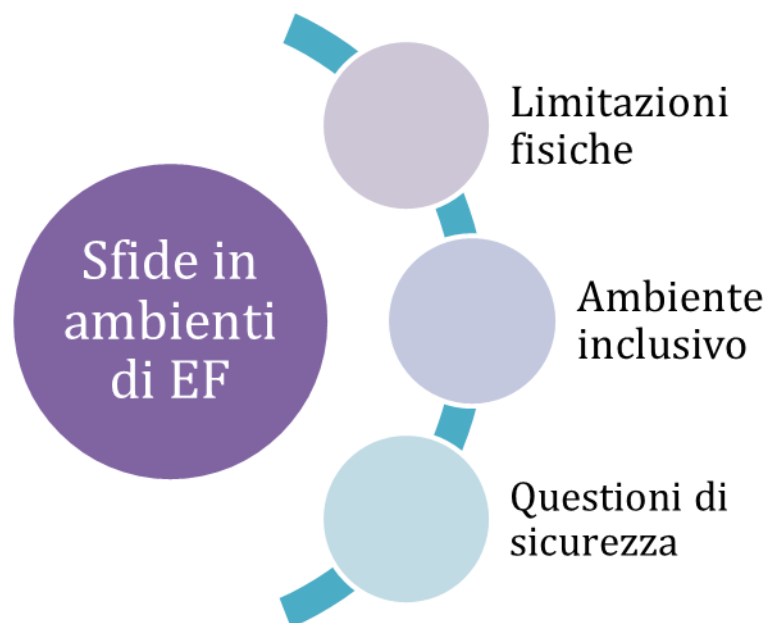 Sfide in
ambienti
di EF
Limitazioni
fisiche
Ambiente
inclusivo
Questioni di
sicurezza